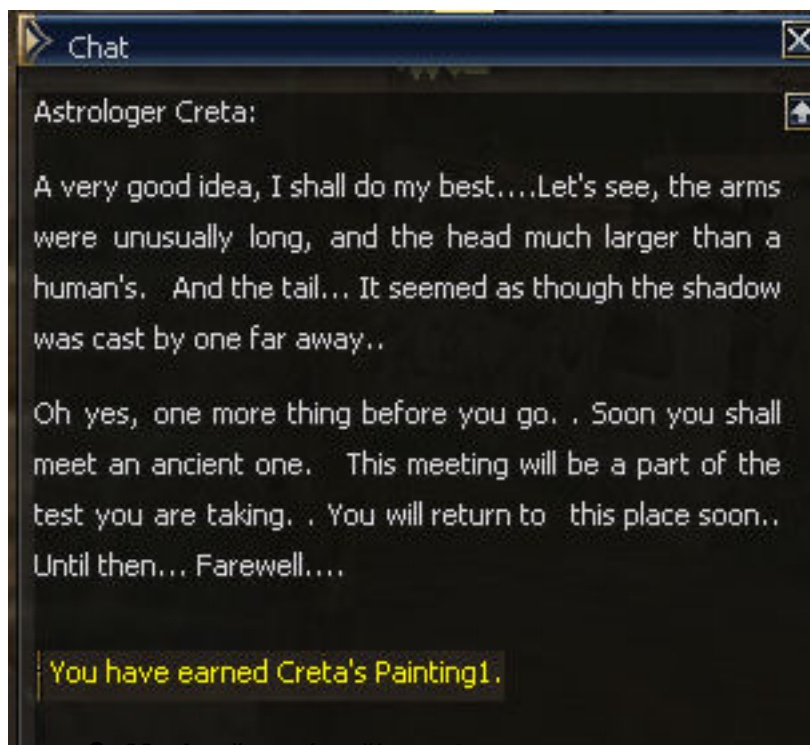 Chat
Astrologer Creta:
A very good idea, I shall do my best....Let's see, the arms
were unusually long, and the head much larger than a
human's. And the tail... It seemed as though the shadow
was cast by one far away..
Oh yes, one more thing before you go. . Soon you shall
meet an ancient one. This meeting will be a part of the
test you are taking. . You will return to this place soon..
Until then... Farewell....
You have earned Creta's Painting1.